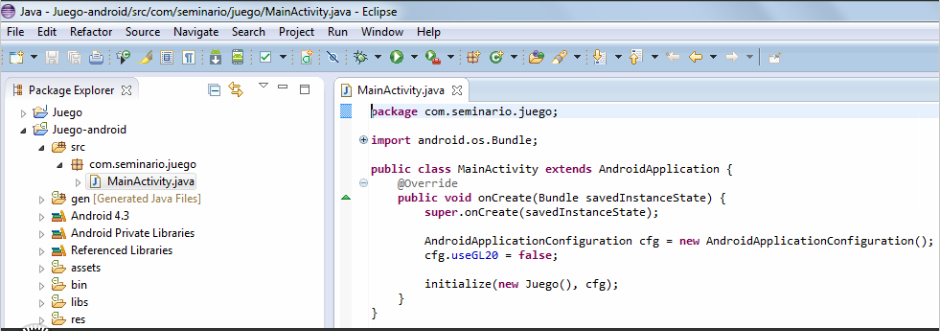 Java - Juego-android/src/com/seminario/juego/MainActivity.java - Eclipse
File Edit Refactor Source Navigate Search Project Run Window Help
Package Explorer
Juego
Juego-android
src
com.seminario.juego
MainActivity.java
gen [Generated Java Files]
Android 4.3
Android Private Libraries
Referenced Libraries
assets
bin
libs
res
MainActivity.java
package com.seminario.juego;
import android.os.Bundle;
public class MainActivity extends AndroidApplication {
@Override
public void onCreate(Bundle savedInstanceState) {
super.onCreate(savedInstanceState);
AndroidApplicationConfiguration cfg = new AndroidApplicationConfiguration();
cfg.useGL20 = false;
initialize(new Juego(), cfg);
}
}